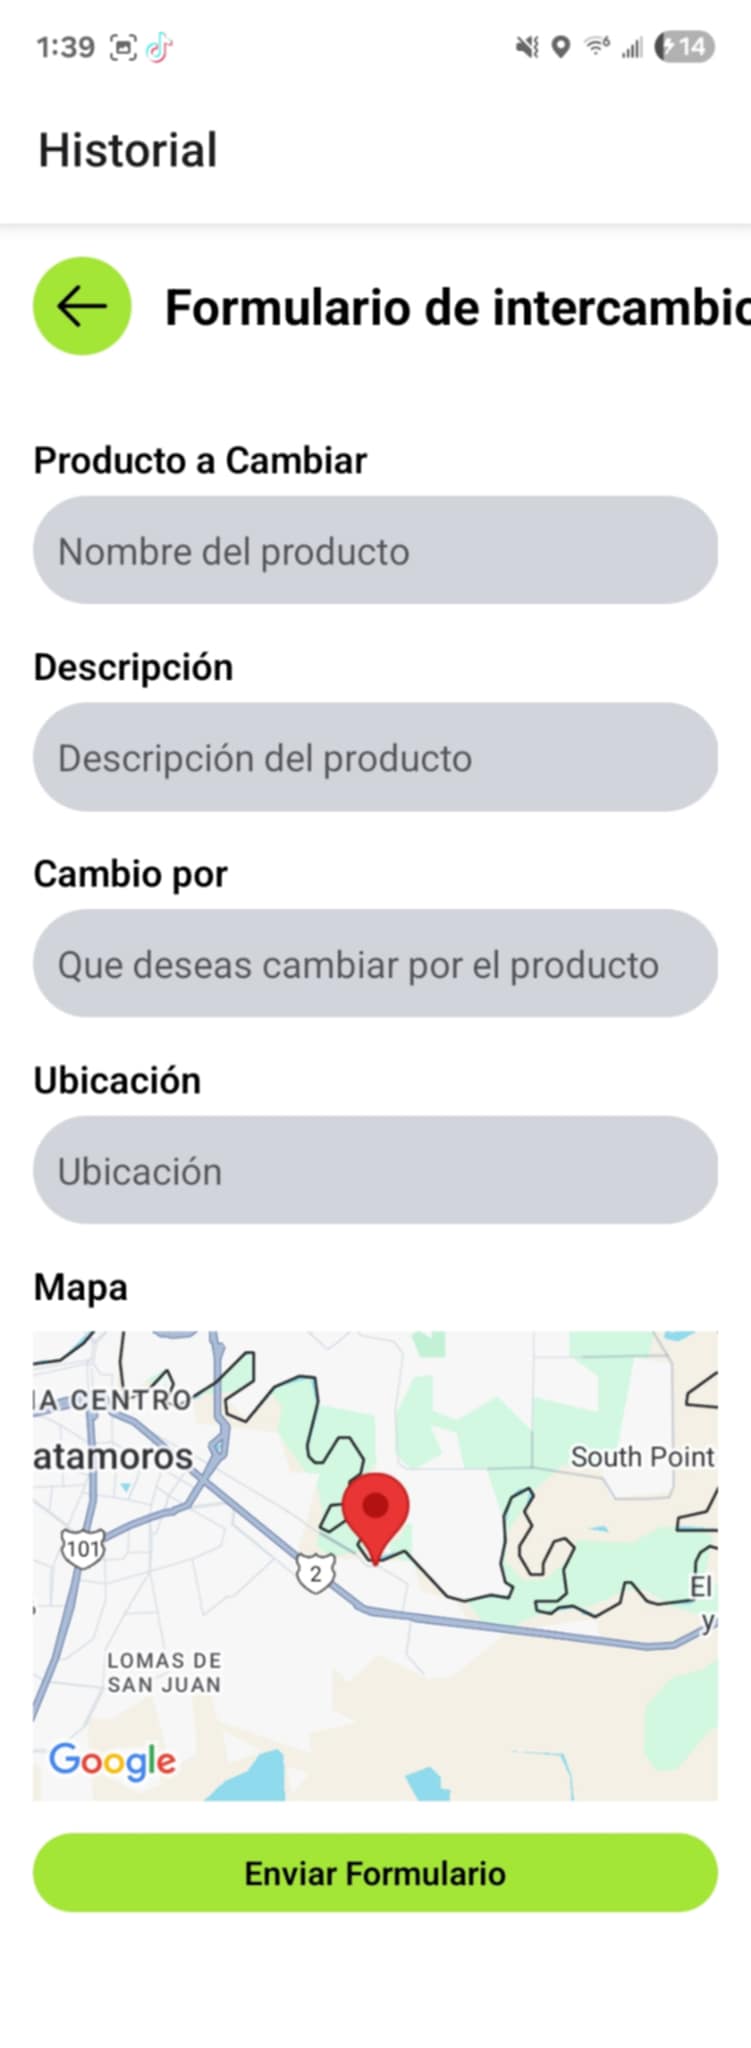 1:39
6
14
Historial
Formulario de intercambio
Producto a Cambiar
Nombre del producto
Descripción
Descripción del producto
Cambio por
Que deseas cambiar por el producto
Ubicación
Ubicación
Mapa
A CENTRO
atamoros
South Point
101
2
El
y
LOMAS DE
SAN JUAN
Google
Enviar Formulario